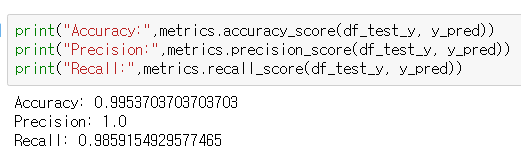 print("Accuracy:",metrics.accuracy_score(df_test_y, y_pred))
print("Precision:",metrics.precision_score(df_test_y, y_pred))
print("Recall:",metrics.recall_score(df_test_y, y_pred))
Accuracy: 0.9953703703703703
Precision: 1.0
Recall: 0.9859154929577465